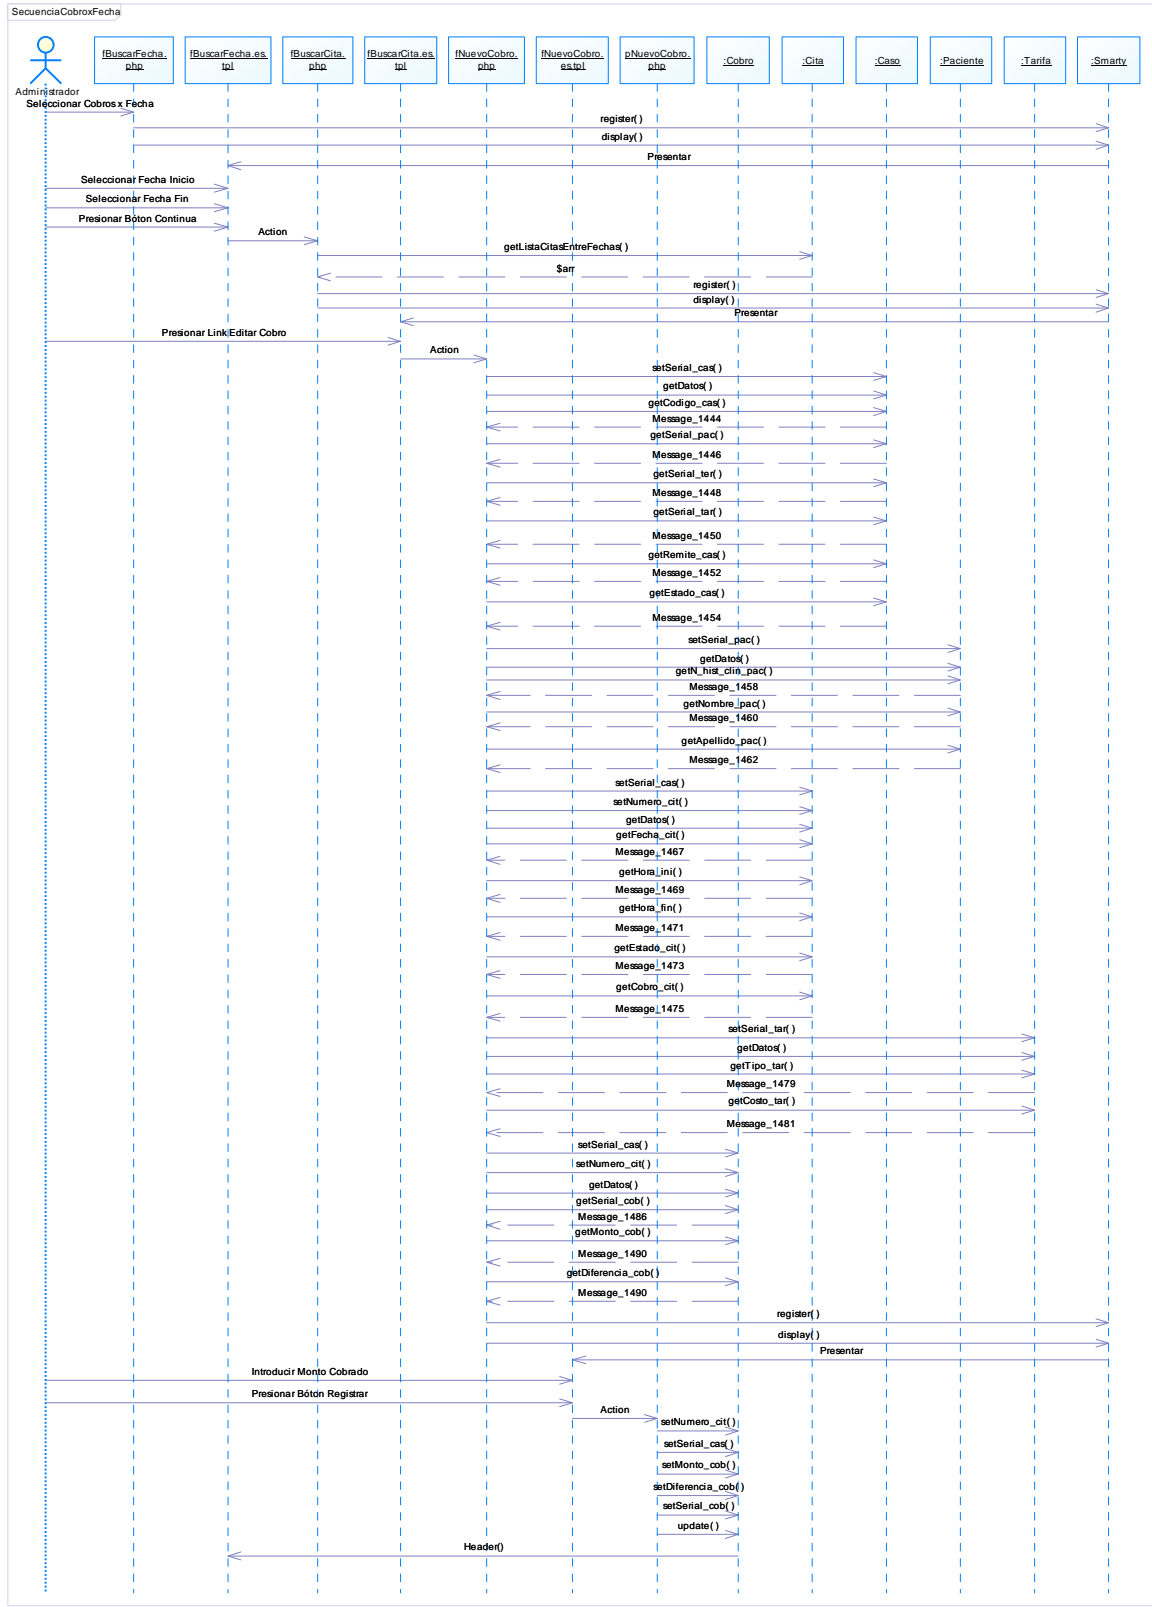 SecuenciaCobroxFecha
fBuscarFecha.
php
fBuscarFecha.es.
tpl
fBuscarCita.
php
fBuscarCita.es.
tpl
fNuevoCobro.
php
fNuevoCobro.
es.tpl
pNuevoCobro.
php
:Cobro
:Cita
:Caso
:Paciente
:Tarifa
:Smarty
Administrador
Seleccionar Cobros x Fecha
register( )
display( )
Presentar
Seleccionar Fecha Inicio
Seleccionar Fecha Fin
Presionar Bóton Continua
Action
getListaCitasEntreFechas( )
$arr
register( )
display( )
Presentar
Presionar Link Editar Cobro
Action
setSerial_cas( )
getDatos( )
getCodigo_cas( )
Message_1444
getSerial_pac( )
Message_1446
getSerial_ter( )
Message_1448
getSerial_tar( )
Message_1450
getRemite_cas( )
Message_1452
getEstado_cas( )
Message_1454
setSerial_pac( )
getDatos( )
getN_hist_clin_pac( )
Message_1458
getNombre_pac( )
Message_1460
getApellido_pac( )
Message_1462
setSerial_cas( )
setNumero_cit( )
getDatos( )
getFecha_cit( )
Message_1467
getHora_ini( )
Message_1469
getHora_fin( )
Message_1471
getEstado_cit( )
Message_1473
getCobro_cit( )
Message_1475
setSerial_tar( )
getDatos( )
getTipo_tar( )
Message_1479
getCosto_tar( )
Message_1481
setSerial_cas( )
setNumero_cit( )
getDatos( )
getSerial_cob( )
Message_1486
getMonto_cob( )
Message_1490
getDiferencia_cob( )
Message_1490
register( )
display( )
Presentar
Introducir Monto Cobrado
Presionar Bóton Registrar
Action
setNumero_cit( )
setSerial_cas( )
setMonto_cob( )
setDiferencia_cob( )
setSerial_cob( )
update( )
Header()